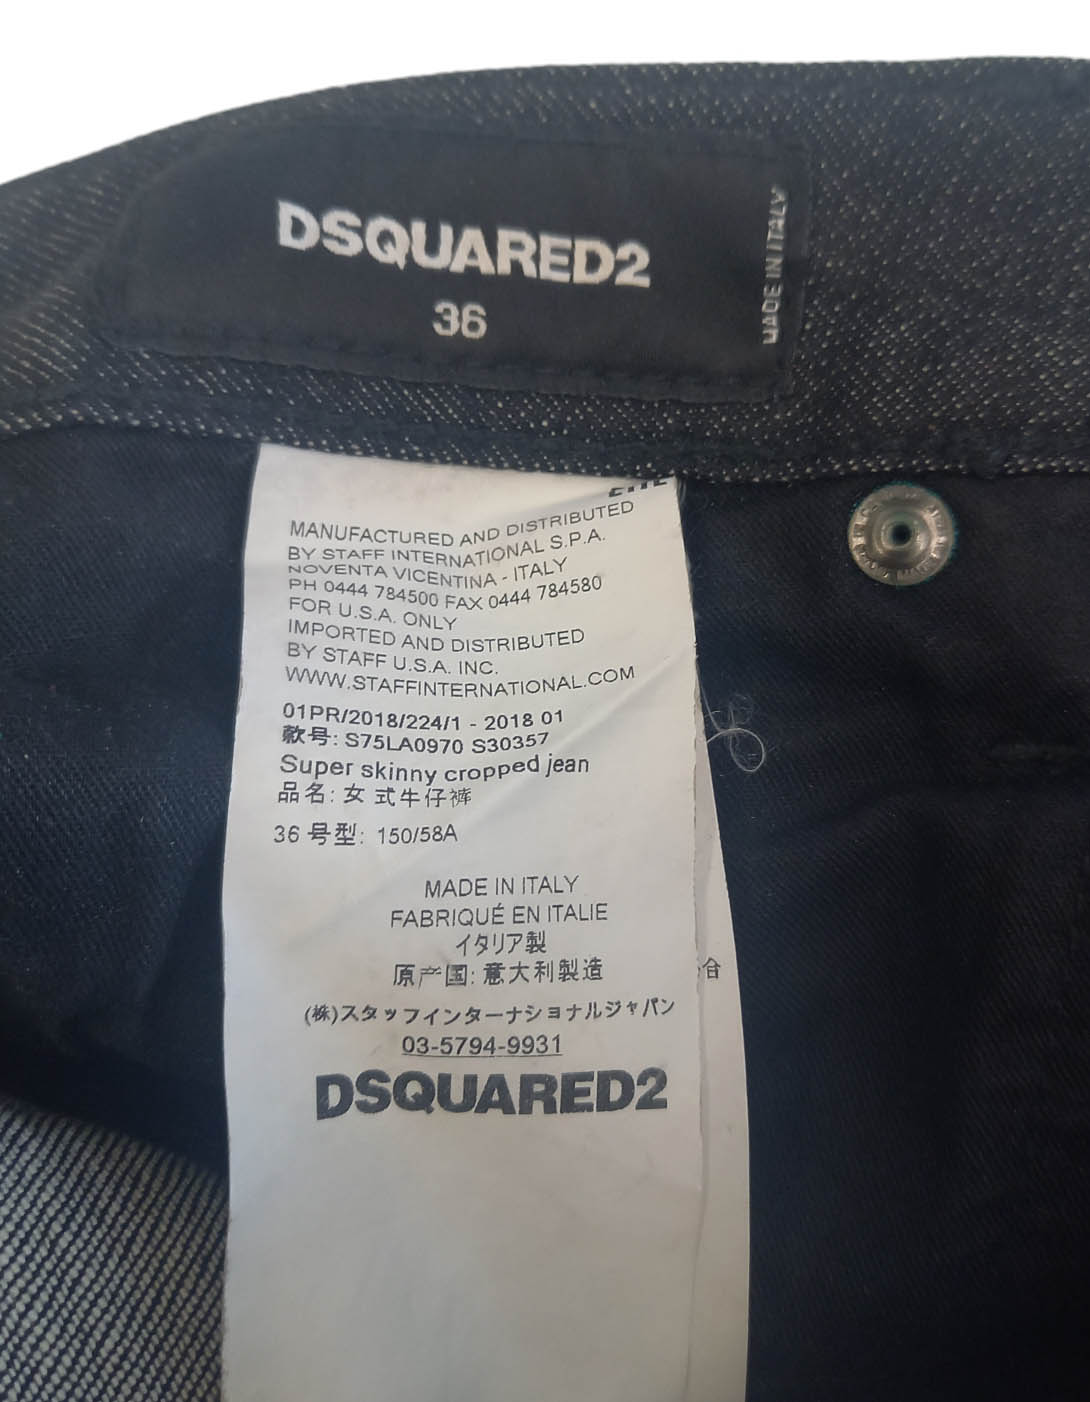 DSQUARED2
36
MADE IN ITALY
MANUFACTURED AND DISTRIBUTED
BY STAFF INTERNATIONAL S.P.A.
NOVENTA VICENTINA - ITALY
PH 0444 784500 FAX 0444 784580
FOR U.S.A. ONLY
IMPORTED AND DISTRIBUTED
BY STAFF U.S.A. INC.
WWW.STAFFINTERNATIONAL.COM
01PR/2018/224/1 - 2018 01
款号: S75LA0970 S30357
Super skinny cropped jean
品名: 女式牛仔裤
36 号型: 150/58A
MADE IN ITALY
FABRIQUÉ EN ITALIE
イタリア製
原产国: 意大利製造
(株)スタッフインターナショナルジャパン
03-5794-9931
DSQUARED2